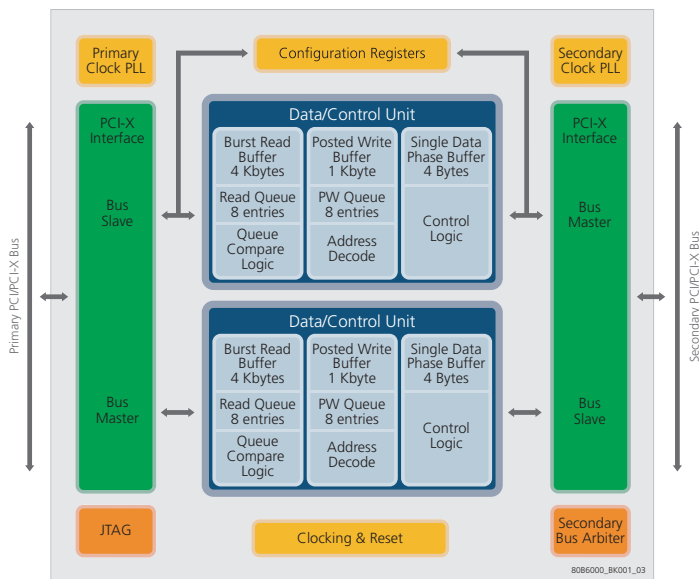 Primary
Clock PLL
Configuration Registers
Secondary
Clock PLL
Primary PCI/PCI-X Bus
PCI-X
Interface
Bus
Slave
Bus
Master
Data/Control Unit
Burst Read
Buffer
4 Kbytes
Read Queue
8 entries
Queue
Compare
Logic
Posted Write
Buffer
1 Kbyte
PW Queue
8 entries
Address
Decode
Single Data
Phase Buffer
4 Bytes
Control
Logic
Data/Control Unit
Burst Read
Buffer
4 Kbytes
Read Queue
8 entries
Queue
Compare
Logic
Posted Write
Buffer
1 Kbyte
PW Queue
8 entries
Address
Decode
Single Data
Phase Buffer
4 Bytes
Control
Logic
PCI-X
Interface
Bus
Master
Bus
Slave
Secondary PCI/PCI-X Bus
JTAG
Clocking & Reset
Secondary
Bus Arbiter
80B6000_BK001_03